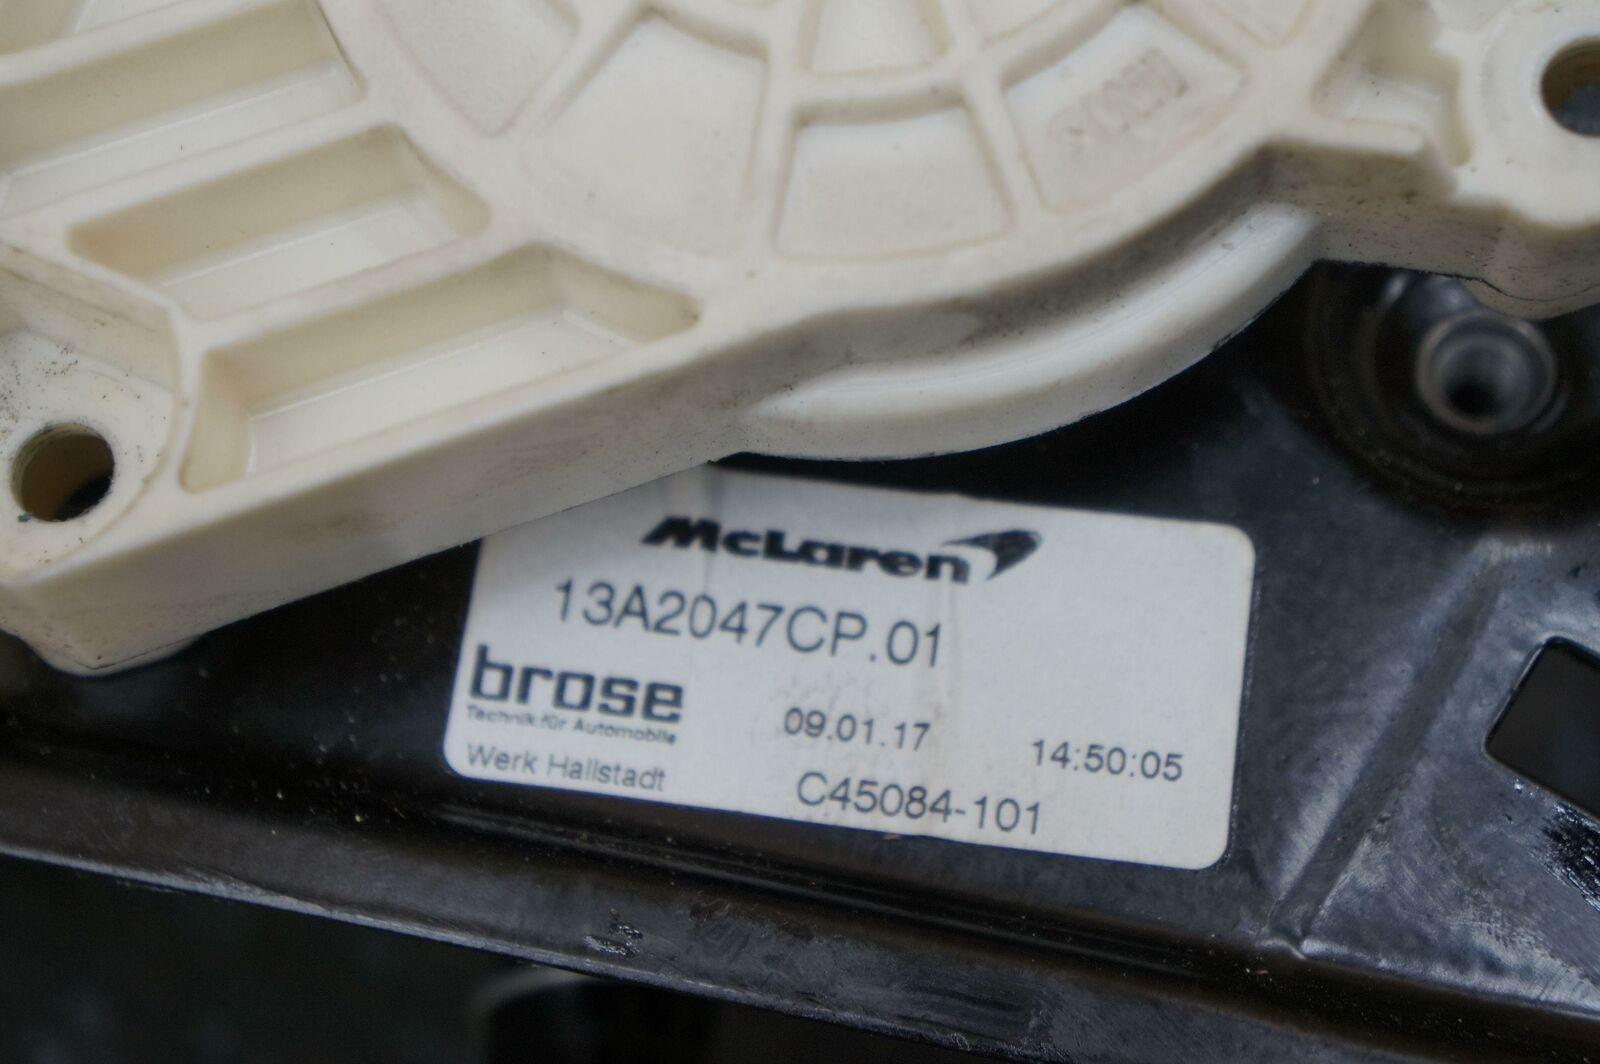 McLaren
13A2047CP.01
brose
Technik für Automobile
09.01.17 14:50:05
Werk Hallstadt
C45084-101